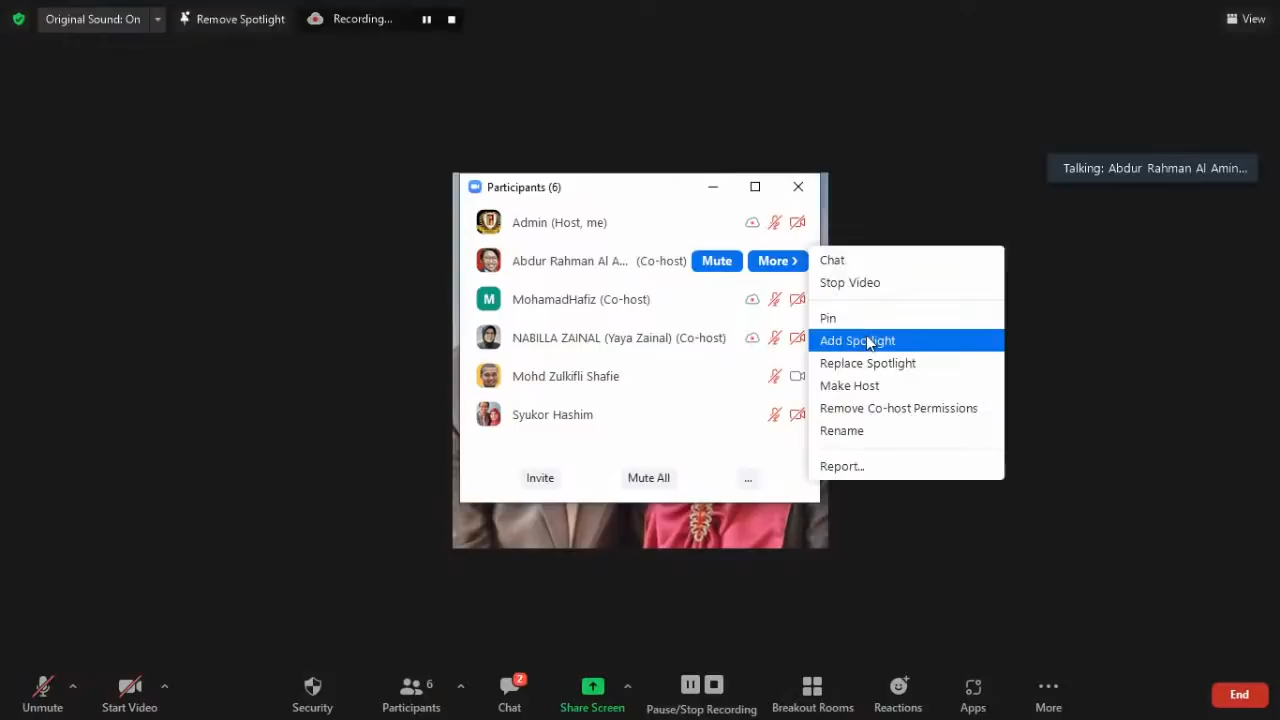 Original Sound: On
Remove Spotlight
Recording...
View
Talking: Abdur Rahman Al Amin...
Participants (6)
Admin (Host, me)
Abdur Rahman Al A... (Co-host) Mute More >
M MohamadHafiz (Co-host)
NABILLA ZAINAL (Yaya Zainal) (Co-host)
Mohd Zulkifli Shafie
Syukor Hashim
Invite Mute All ...
Chat
Stop Video
Pin
Add Spotlight
Replace Spotlight
Make Host
Remove Co-host Permissions
Rename
Report...
Unmute
Start Video
Security
6
Participants
2
Chat
Share Screen
Pause/Stop Recording
Breakout Rooms
Reactions
Apps
More
End